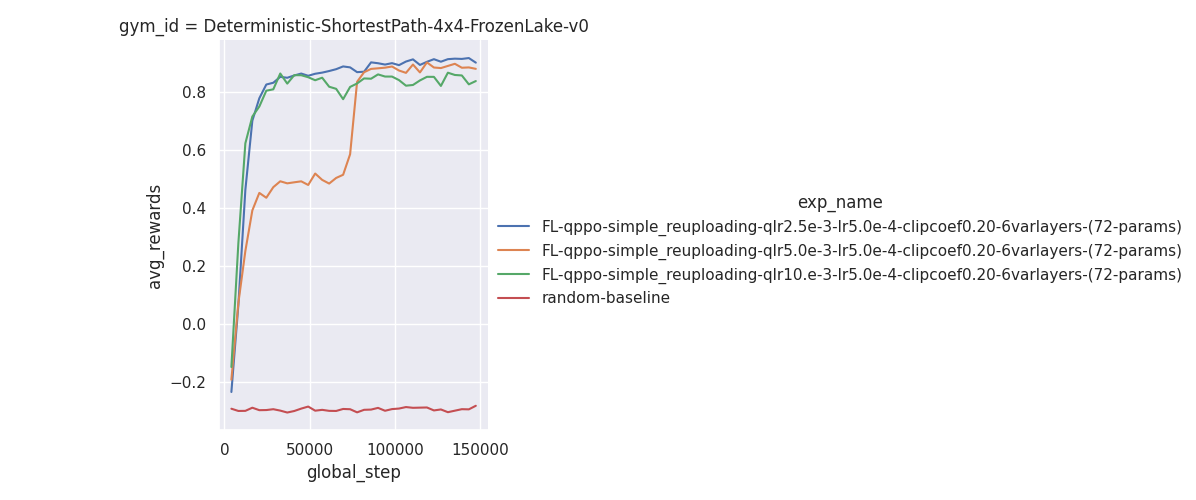 gym_id = Deterministic-ShortestPath-4x4-FrozenLake-v0
avg_rewards
0.8
0.6
0.4
0.2
0.0
−0.2
0
50000
100000
150000
global_step
exp_name
FL-qppo-simple_reuploading-qlr2.5e-3-lr5.0e-4-clipcoef0.20-6varlayers-(72-params)
FL-qppo-simple_reuploading-qlr5.0e-3-lr5.0e-4-clipcoef0.20-6varlayers-(72-params)
FL-qppo-simple_reuploading-qlr10.e-3-lr5.0e-4-clipcoef0.20-6varlayers-(72-params)
random-baseline